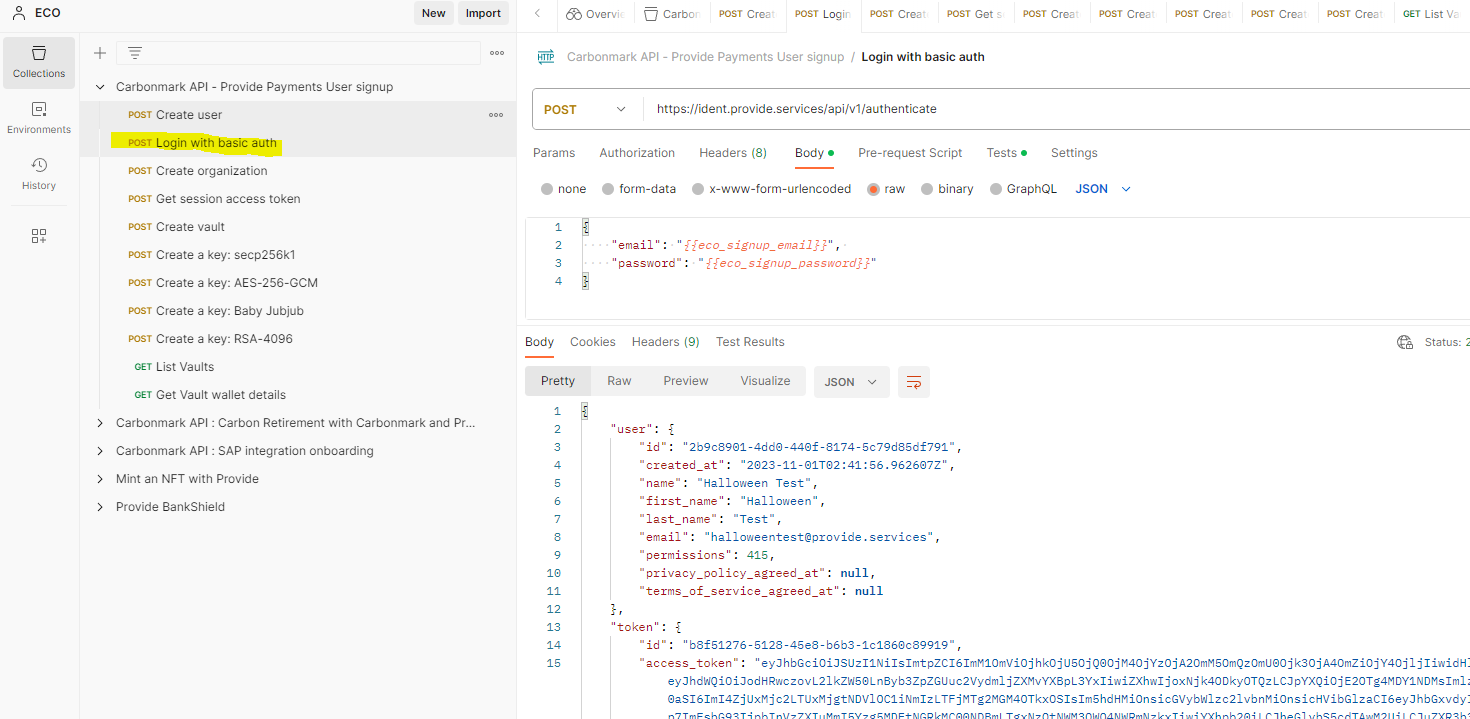 ECO
New
Import
Overvi
Carbon
POST Creat
POST Login
POST Creat
POST Get s
POST Creat
POST Crea
POST Crea
POST Creat
POST Creat
GET List Va
Collections
Environments
History
Carbonmark API - Provide Payments User signup
POST Create user
POST Login with basic auth
POST Create organization
POST Get session access token
POST Create vault
POST Create a key: secp256k1
POST Create a key: AES-256-GCM
POST Create a key: Baby Jubjub
POST Create a key: RSA-4096
GET List Vaults
GET Get Vault wallet details
Carbonmark API : Carbon Retirement with Carbonmark and Pr...
Carbonmark API : SAP integration onboarding
Mint an NFT with Provide
Provide BankShield
HTTP Carbonmark API - Provide Payments User signup / Login with basic auth
POST https://ident.provide.services/api/v1/authenticate
Params Authorization Headers (8) Body Pre-request Script Tests Settings
none form-data x-www-form-urlencoded raw binary GraphQL JSON
1 {
2 "email": "{{eco_signup_email}}",
3 "password": "{{eco_signup_password}}"
4 }
Body Cookies Headers (9) Test Results Status: 2
Pretty Raw Preview Visualize JSON
1 {
2 "user": {
3 "id": "2b9c8901-4dd0-440f-8174-5c79d85df791",
4 "created_at": "2023-11-01T02:41:56.962607Z",
5 "name": "Halloween Test",
6 "first_name": "Halloween",
7 "last_name": "Test",
8 "email": "halloweentest@provide.services",
9 "permissions": 415,
10 "privacy_policy_agreed_at": null,
11 "terms_of_service_agreed_at": null
12 },
13 "token": {
14 "id": "b8f51276-5128-45e8-b6b3-1c1860c89919",
15 "access_token":